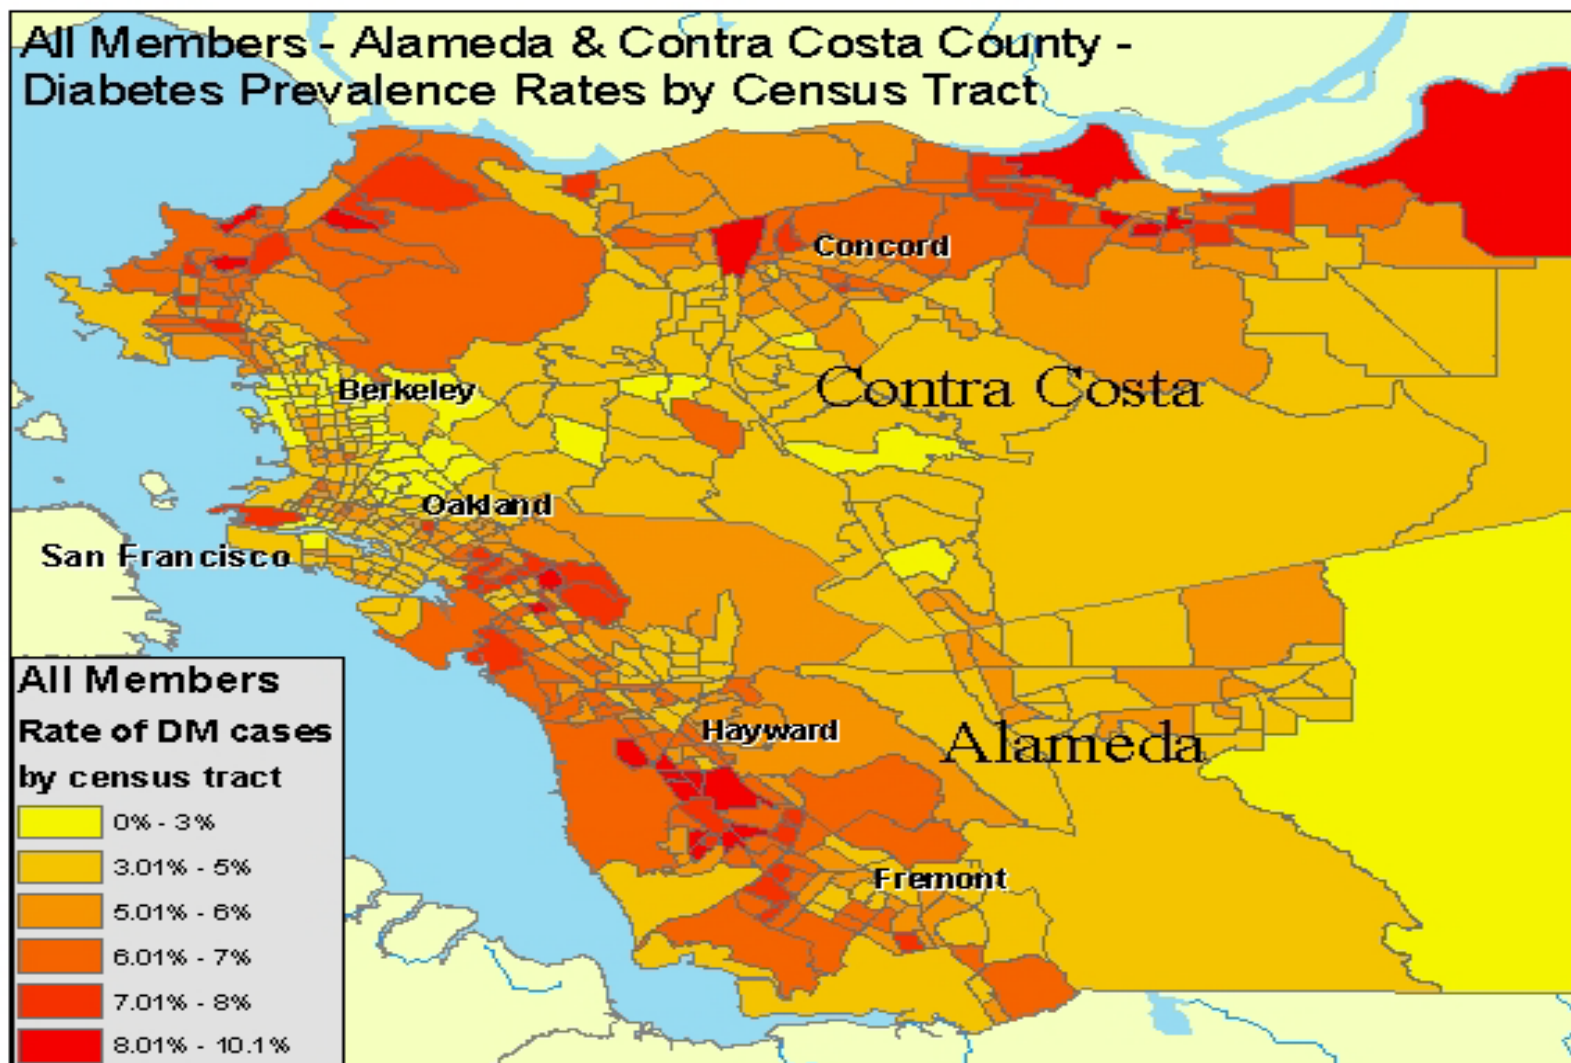 All Members - Alameda & Contra Costa County -
Diabetes Prevalence Rates by Census Tract
Concord
Contra Costa
Berkeley
Oakland
San Francisco
Hayward
Alameda
Fremont
All Members
Rate of DM cases
by census tract
0% - 3%
3.01% - 5%
5.01% - 6%
6.01% - 7%
7.01% - 8%
8.01% - 10.1%